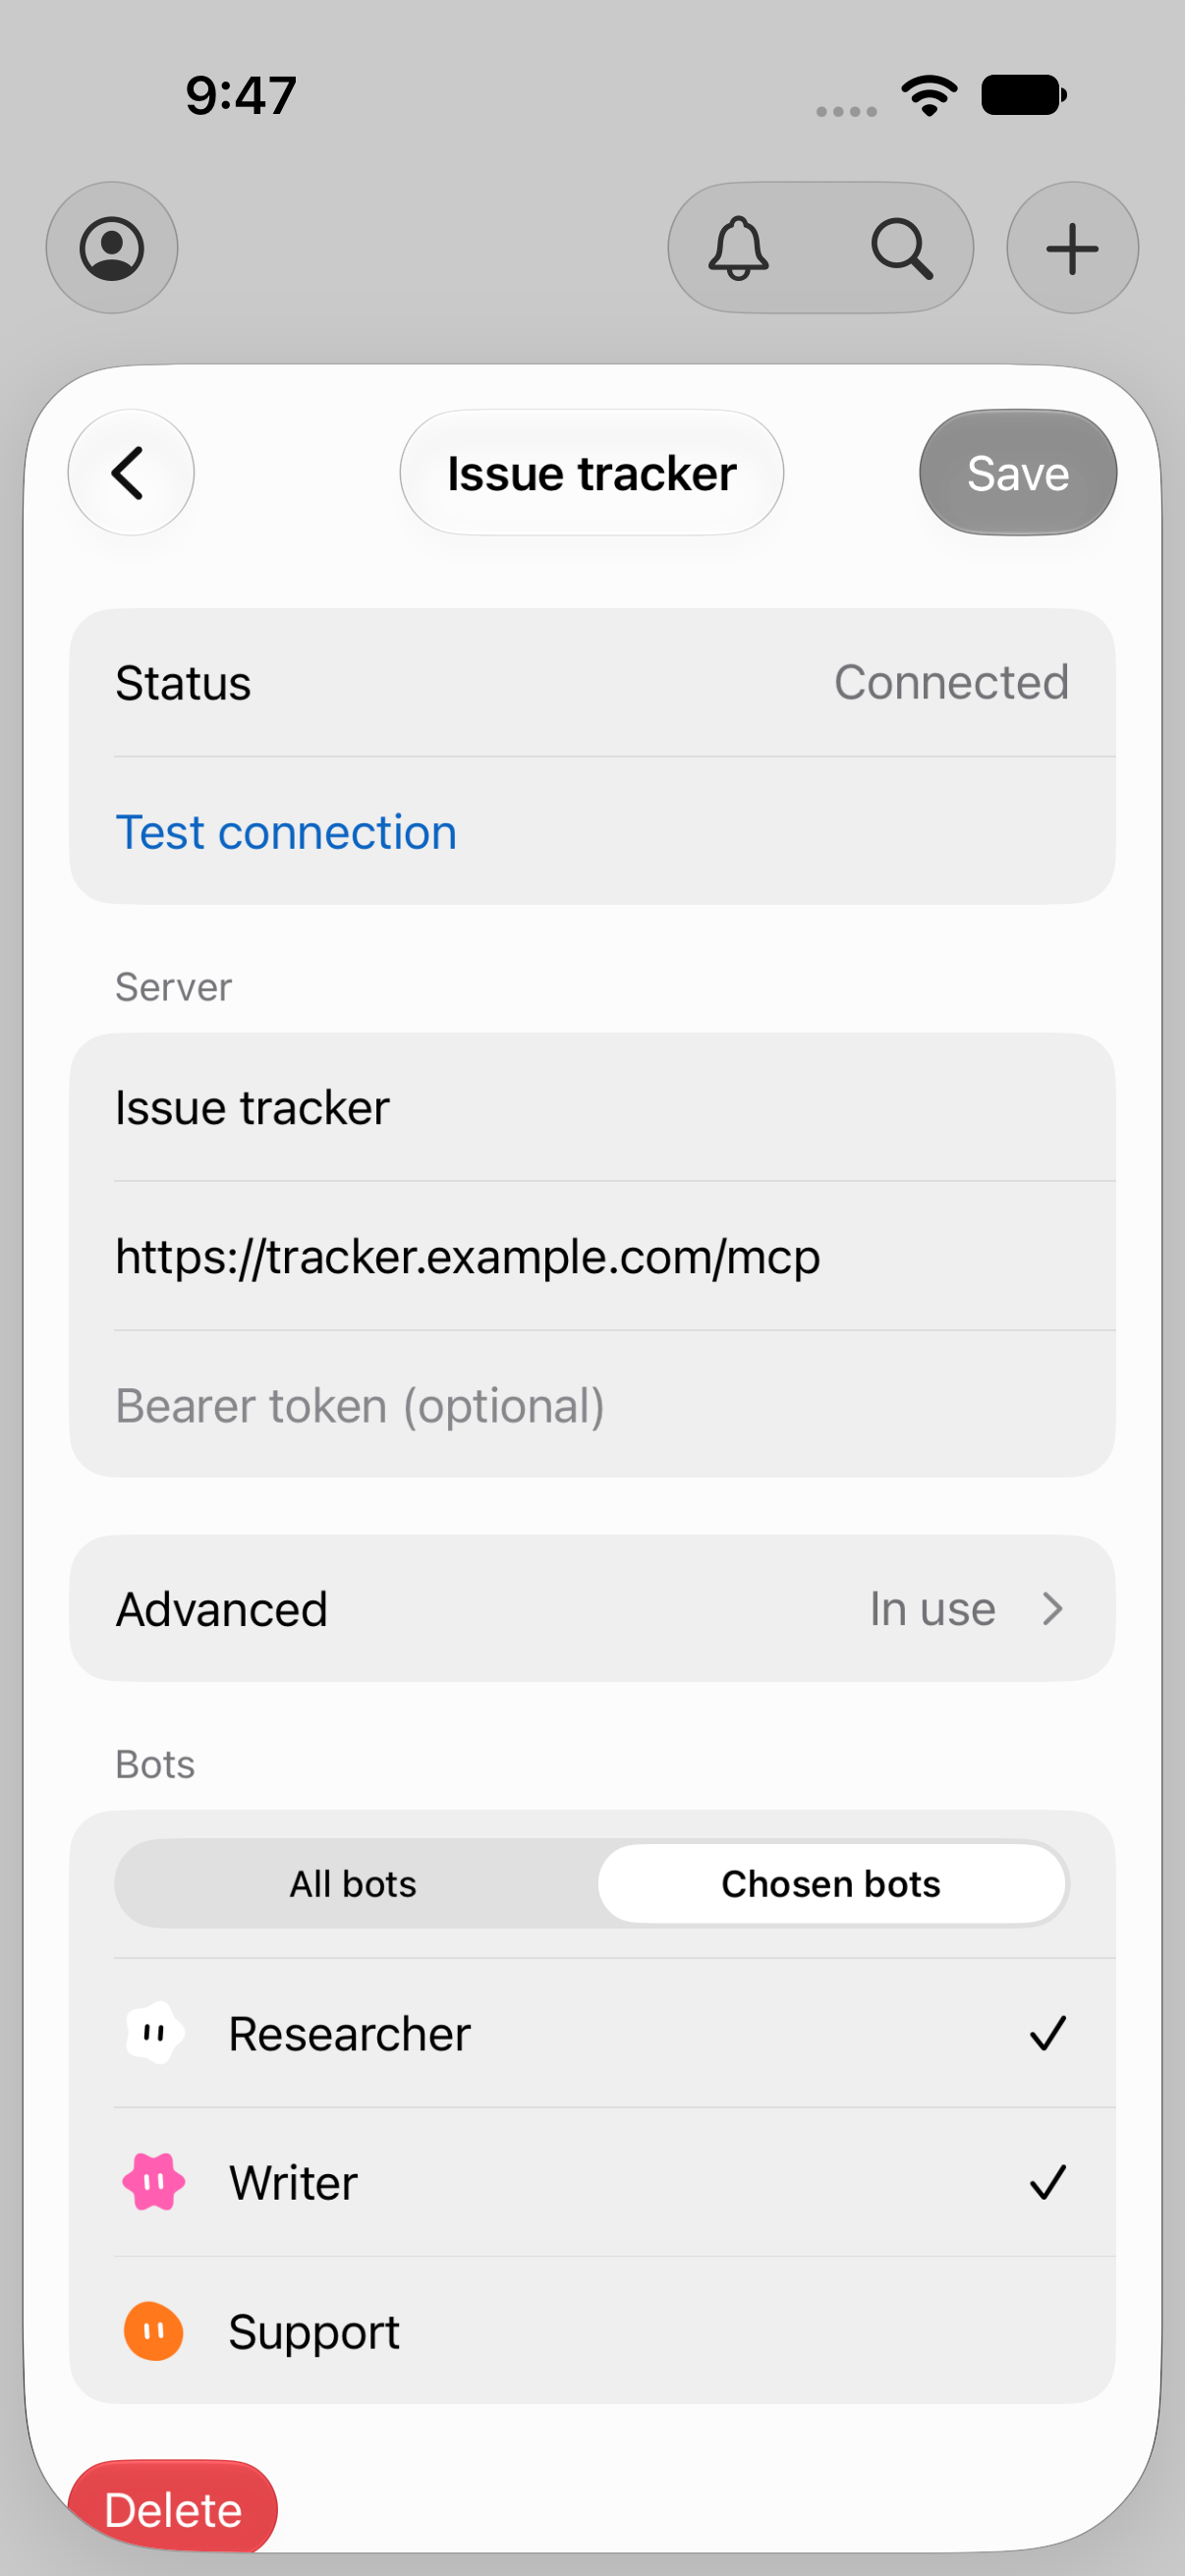 9:47
Issue tracker
Save
Status
Connected
Test connection
Server
Issue tracker
https://tracker.example.com/mcp
Bearer token (optional)
Advanced
In use
Bots
All bots
Chosen bots
Researcher
Writer
Support
Delete